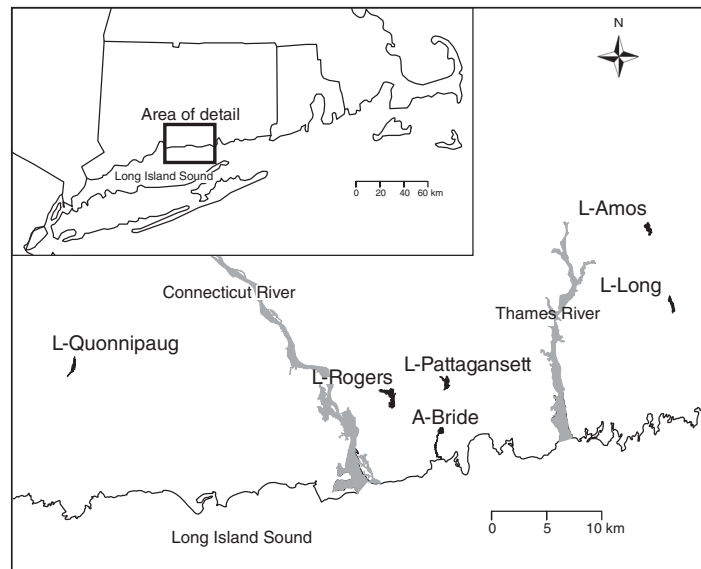 N
Area of detail
Long Island Sound
0 20 40 60 km
L-Amos
Connecticut River
L-Long
Thames River
L-Quonnipaug
L-Pattagansett
L-Rogers
A-Bride
0 5 10 km
Long Island Sound